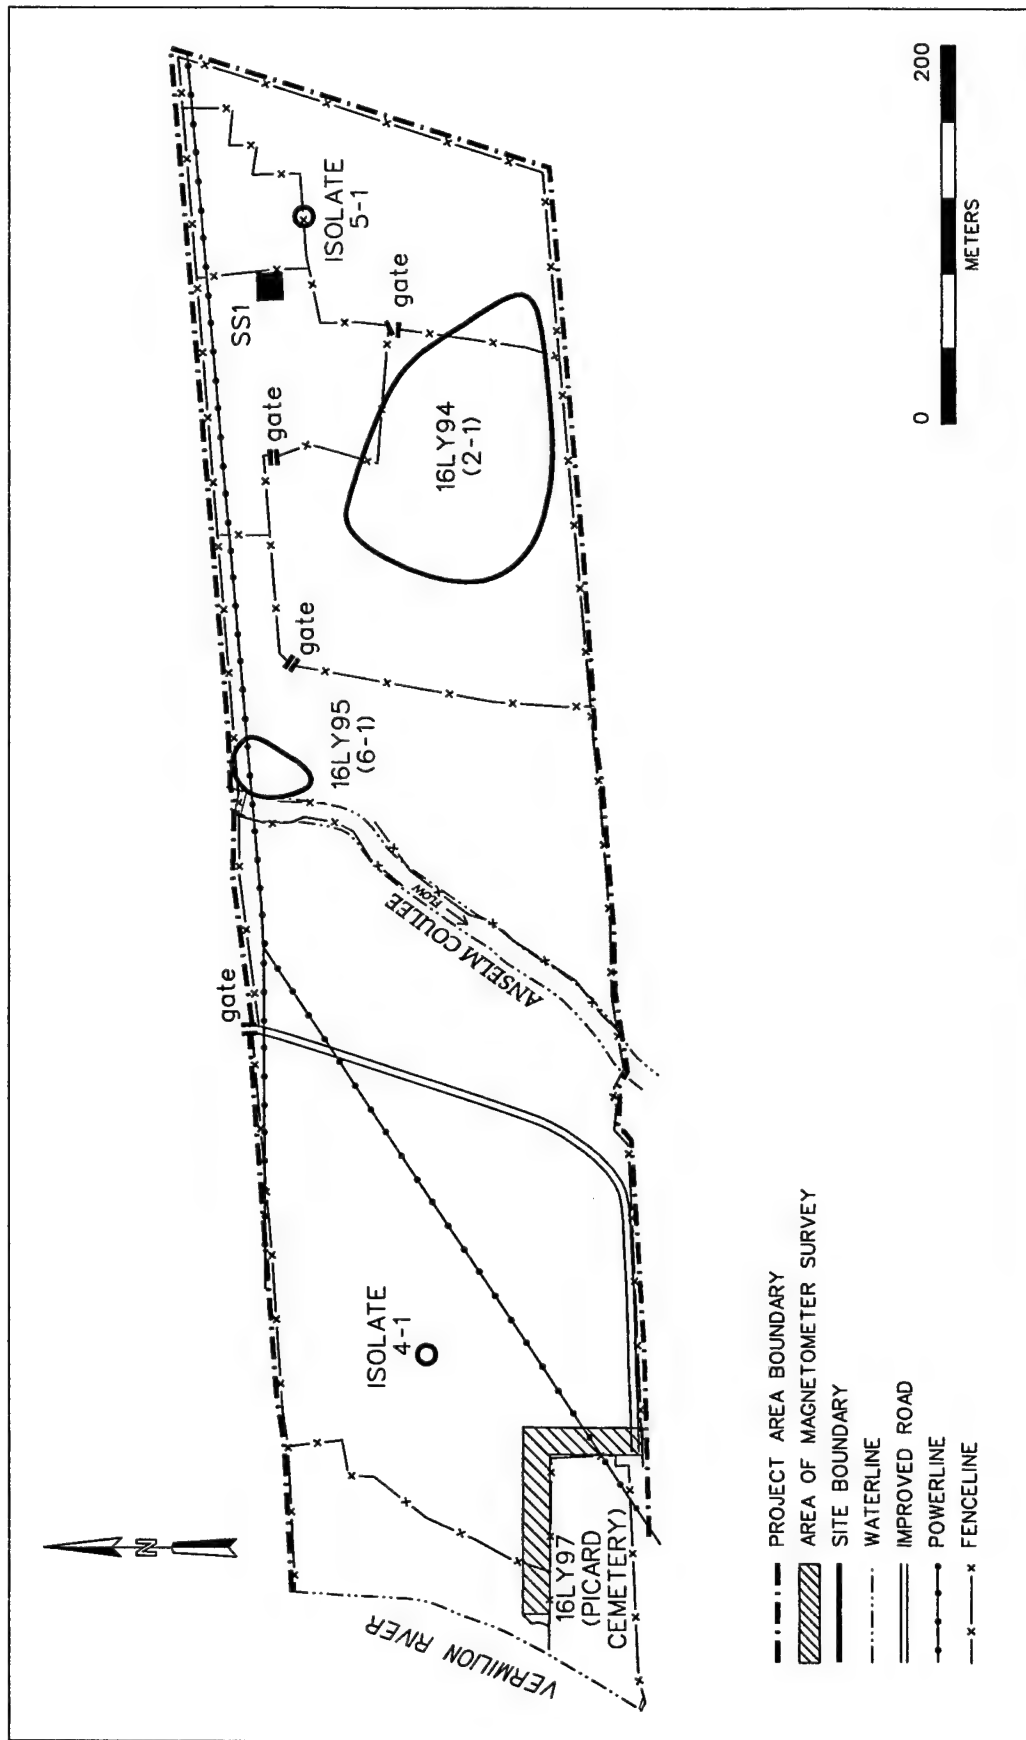 VERMILION RIVER
N
16LY97
(PICARD
CEMETERY)
ISOLATE
4-1
gate
ANSELM COULEE
FLOW
16LY95
(6-1)
gate
gate
16LY94
(2-1)
gate
SS1
ISOLATE
5-1
PROJECT AREA BOUNDARY
AREA OF MAGNETOMETER SURVEY
SITE BOUNDARY
WATERLINE
IMPROVED ROAD
POWERLINE
FENCELINE
0
200
METERS